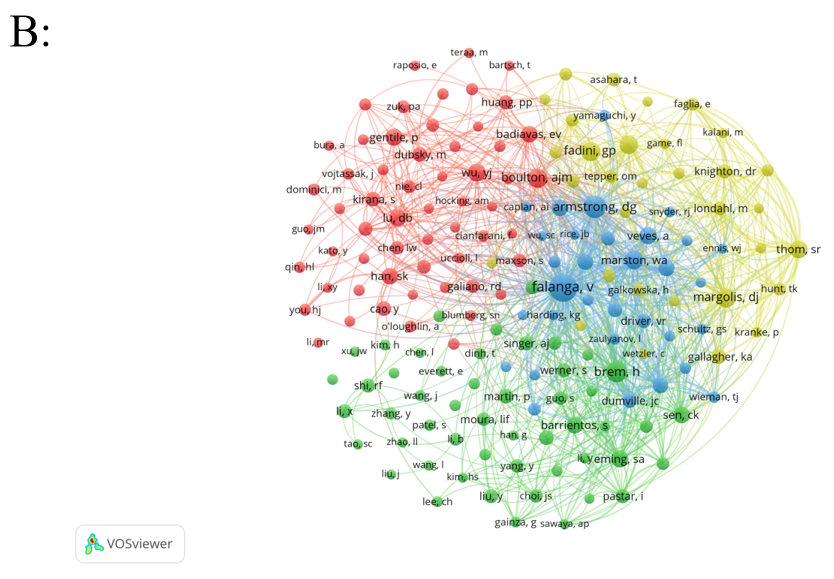 B:
teraa, m
raposio, e
bartsch, t
asahara, t
zuk, pa
huang, pp
faglia, e
yamaguchi, y
gentile, p
badiavas, ev
kalani, m
bura, a
game, fl
dubsky, m
fadini, gp
vojtassak, j
wu, yj
boulton, ajm
tepper, om
knighton, dr
dominici, m
nie, cl
kirana, s
hocking, am
caplan, ai
armstrong, dg
snyder, rj
londahl, m
lu, db
guo, jm
cianfarani, f.
wu, sc
rice, jb
veves, a
kato, y
chen, lw
ennis, wj
thom, sr
uccioli, l
maxson, s
marston, wa
qin, hl
han, sk
li, xy
galiano, rd
falanga, v
galkowska, h
hunt, tk
margolis, dj
you, hj
cao, y
blumberg, sn
harding, kg
driver, vr
o'loughlin, a
schultz, gs
kranke, p
li, mr
kim, h
singer, aj
zaulyanov, l
xu, jw
chen, l
dinh, t
wetzler, c
gallagher, ka
everett, e
werner, s
brem, h
shi, rf
wang, j
martin, p
guo, s
dumville, jc
wieman, tj
li, x
zhang, y
moura, lif
sen, ck
patel, s
barrientos, s
tao, sc
zhao, ll
li, b
han, g
wang, l
yang, y
li, y
eming, sa
liu, j
kim, hs
lee, ch
liu, y
choi, js
pastar, i
gainza, g
sawaya, ap
VOSviewer